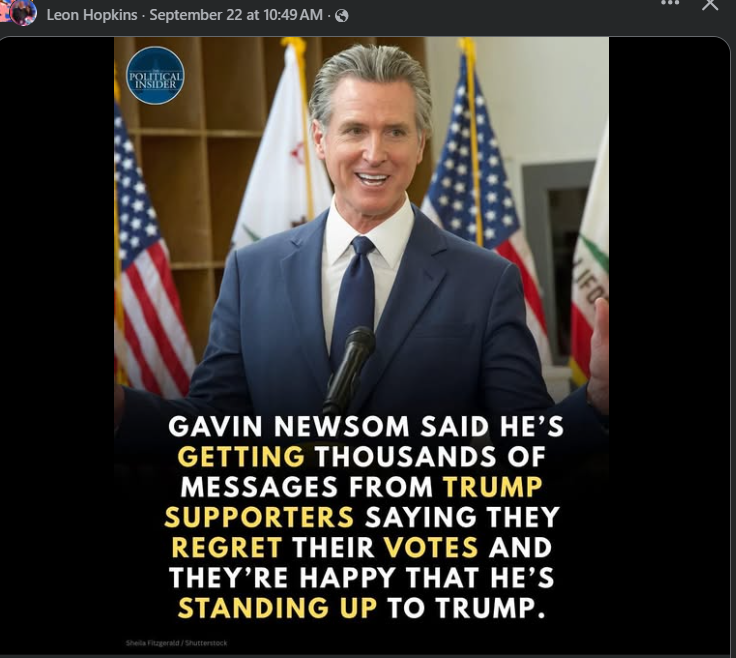 Leon Hopkins · September 22 at 10:49 AM ·
THE
POLITICAL
INSIDER
LIFO
GAVIN NEWSOM SAID HE'S
GETTING THOUSANDS OF
MESSAGES FROM TRUMP
SUPPORTERS SAYING THEY
REGRET THEIR VOTES AND
THEY'RE HAPPY THAT HE'S
STANDING UP TO TRUMP.
Sheila Fitzgerald / Shutterstock